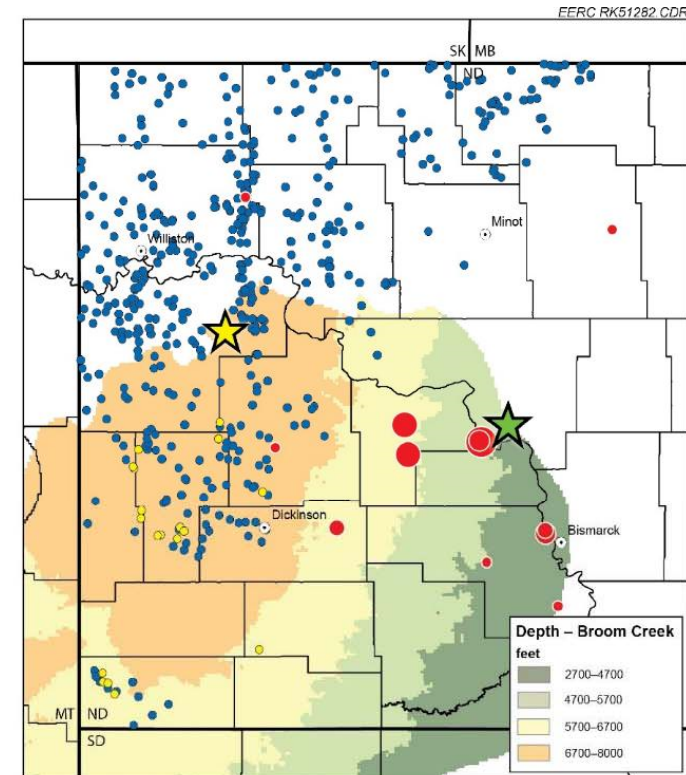 EERC RK51282.CDR
SK MB
ND
Williston
Minot
Dickinson
Bismarck
Depth – Broom Creek
feet
2700–4700
4700–5700
5700–6700
6700–8000
MT ND
SD